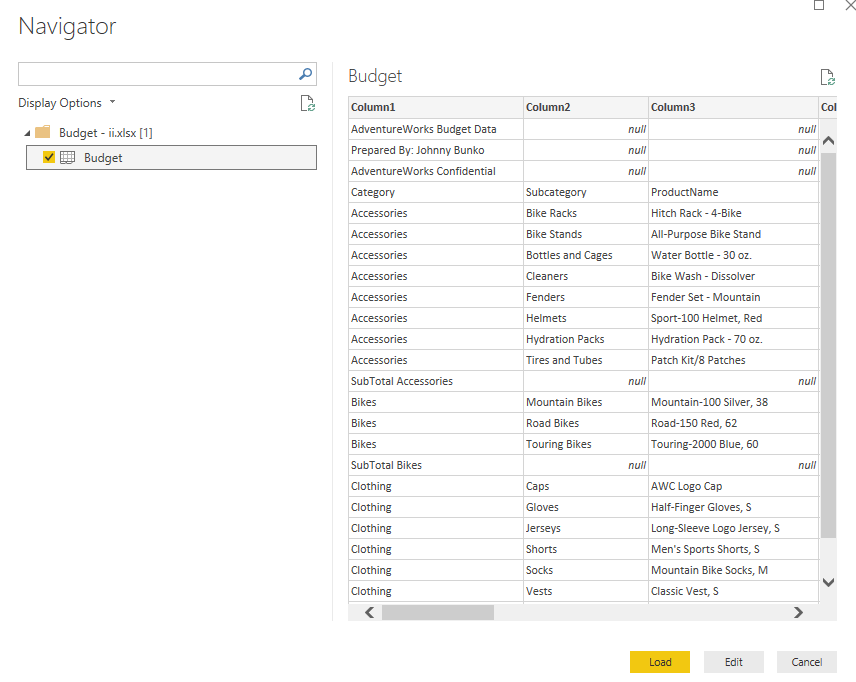 Navigator
Display Options
Budget - ii.xlsx [1]
Budget
Budget
Column1 Column2 Column3 Col
AdventureWorks Budget Data null null
Prepared By: Johnny Bunko null null
AdventureWorks Confidential null null
Category Subcategory ProductName
Accessories Bike Racks Hitch Rack - 4-Bike
Accessories Bike Stands All-Purpose Bike Stand
Accessories Bottles and Cages Water Bottle - 30 oz.
Accessories Cleaners Bike Wash - Dissolver
Accessories Fenders Fender Set - Mountain
Accessories Helmets Sport-100 Helmet, Red
Accessories Hydration Packs Hydration Pack - 70 oz.
Accessories Tires and Tubes Patch Kit/8 Patches
SubTotal Accessories null null
Bikes Mountain Bikes Mountain-100 Silver, 38
Bikes Road Bikes Road-150 Red, 62
Bikes Touring Bikes Touring-2000 Blue, 60
SubTotal Bikes null null
Clothing Caps AWC Logo Cap
Clothing Gloves Half-Finger Gloves, S
Clothing Jerseys Long-Sleeve Logo Jersey, S
Clothing Shorts Men's Sports Shorts, S
Clothing Socks Mountain Bike Socks, M
Clothing Vests Classic Vest, S
Load Edit Cancel